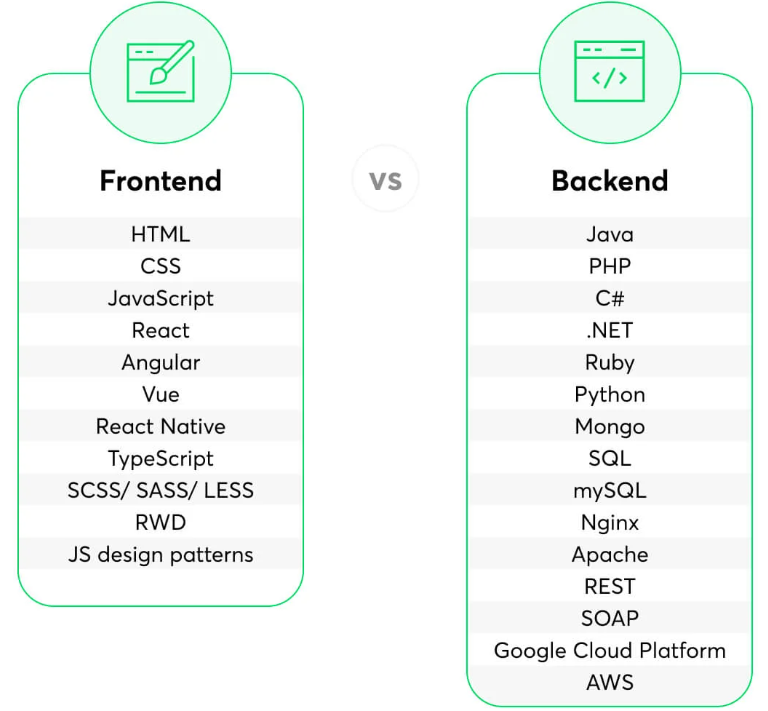 Frontend
HTML
CSS
JavaScript
React
Angular
Vue
React Native
TypeScript
SCSS/ SASS/ LESS
RWD
JS design patterns
vs
Backend
Java
PHP
C#
.NET
Ruby
Python
Mongo
SQL
mySQL
Nginx
Apache
REST
SOAP
Google Cloud Platform
AWS